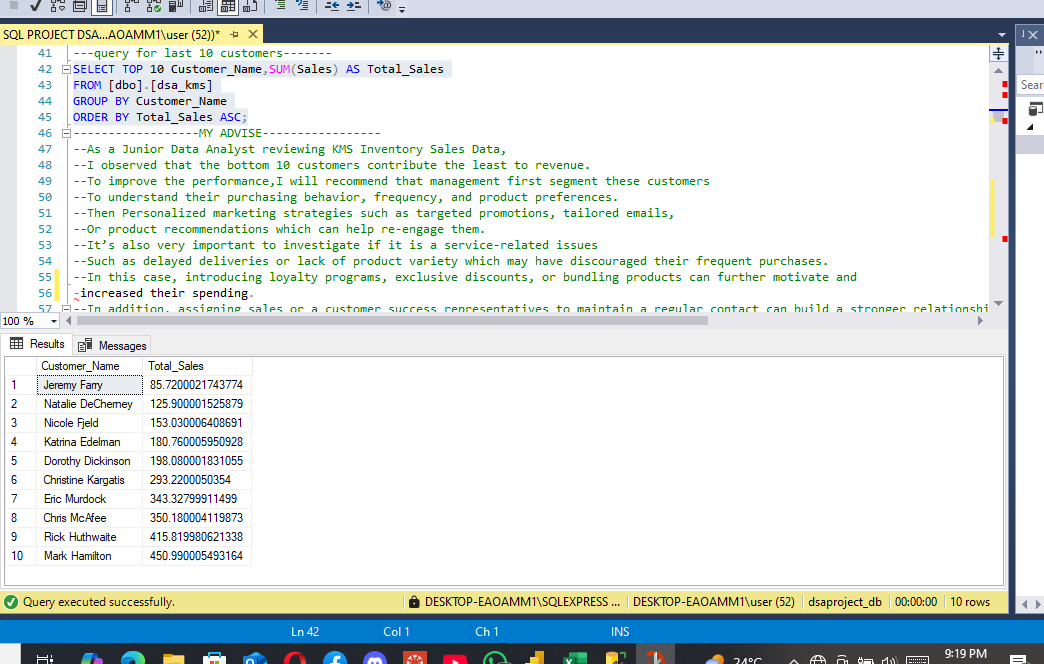 SQL PROJECT DSA...AOAMM1\user (52))*
41 ---query for last 10 customers-------
42 SELECT TOP 10 Customer_Name,SUM(Sales) AS Total_Sales
43 FROM [dbo].[dsa_kms]
44 GROUP BY Customer_Name
45 ORDER BY Total_Sales ASC;
46 -----------------MY ADVISE----------------
47 --As a Junior Data Analyst reviewing KMS Inventory Sales Data,
48 --I observed that the bottom 10 customers contribute the least to revenue.
49 --To improve the performance,I will recommend that management first segment these customers
50 --To understand their purchasing behavior, frequency, and product preferences.
51 --Then Personalized marketing strategies such as targeted promotions, tailored emails,
52 --Or product recommendations which can help re-engage them.
53 --It's also very important to investigate if it is a service-related issues
54 --Such as delayed deliveries or lack of product variety which may have discouraged their frequent purchases.
55 --In this case, introducing loyalty programs, exclusive discounts, or bundling products can further motivate and
56 -increased their spending.
57 --In addition, assigning sales or a customer success representatives to maintain a regular contact can build a stronger relationshi
Sear
100 %
Results Messages
Customer_Name Total_Sales
1 Jeremy Farry 85.7200021743774
2 Natalie DeCherney 125.900001525879
3 Nicole Fjeld 153.030006408691
4 Katrina Edelman 180.760005950928
5 Dorothy Dickinson 198.080001831055
6 Christine Kargatis 293.2200050354
7 Eric Murdock 343.32799911499
8 Chris McAfee 350.180004119873
9 Rick Huthwaite 415.819980621338
10 Mark Hamilton 450.990005493164
Query executed successfully. DESKTOP-EAOAMM1\SQLEXPRESS ... DESKTOP-EAOAMM1\user (52) dsaproject_db 00:00:00 10 rows
Ln 42 Col 1 Ch 1 INS
24°C 9:19 PM